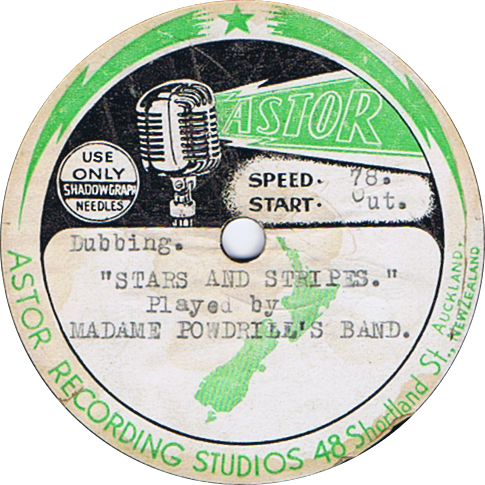 ASTOR
USE
ONLY
SHADOWGRAPH
NEEDLES
SPEED. 78.
START. Out.
Dubbing.
"STARS AND STRIPES."
Played by
MADAME POWDRILL'S BAND.
ASTOR RECORDING STUDIOS 48 Shortland St., AUCKLAND,
NEW ZEALAND